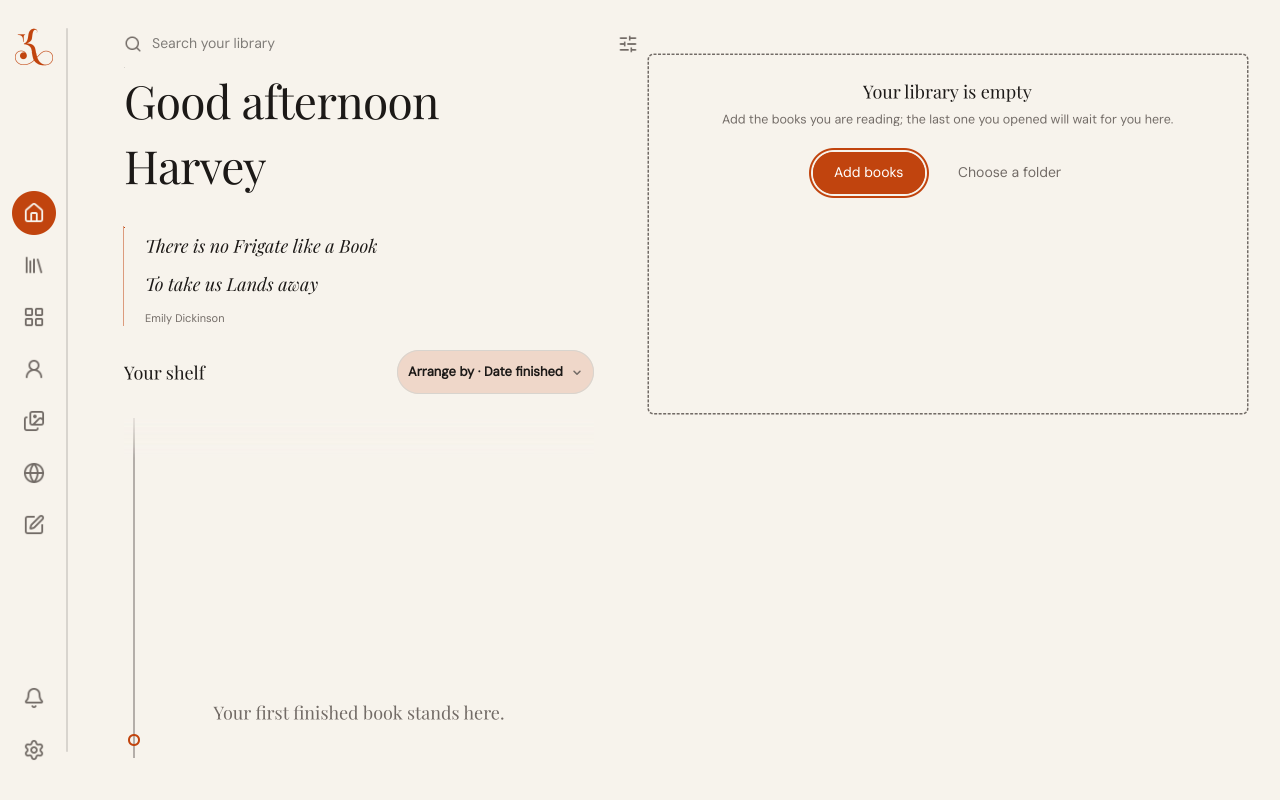 Search your library
Good afternoon
Harvey
There is no Frigate like a Book
To take us Lands away
Emily Dickinson
Your shelf
Arrange by · Date finished
Your first finished book stands here.
Your library is empty
Add the books you are reading; the last one you opened will wait for you here.
Add books
Choose a folder